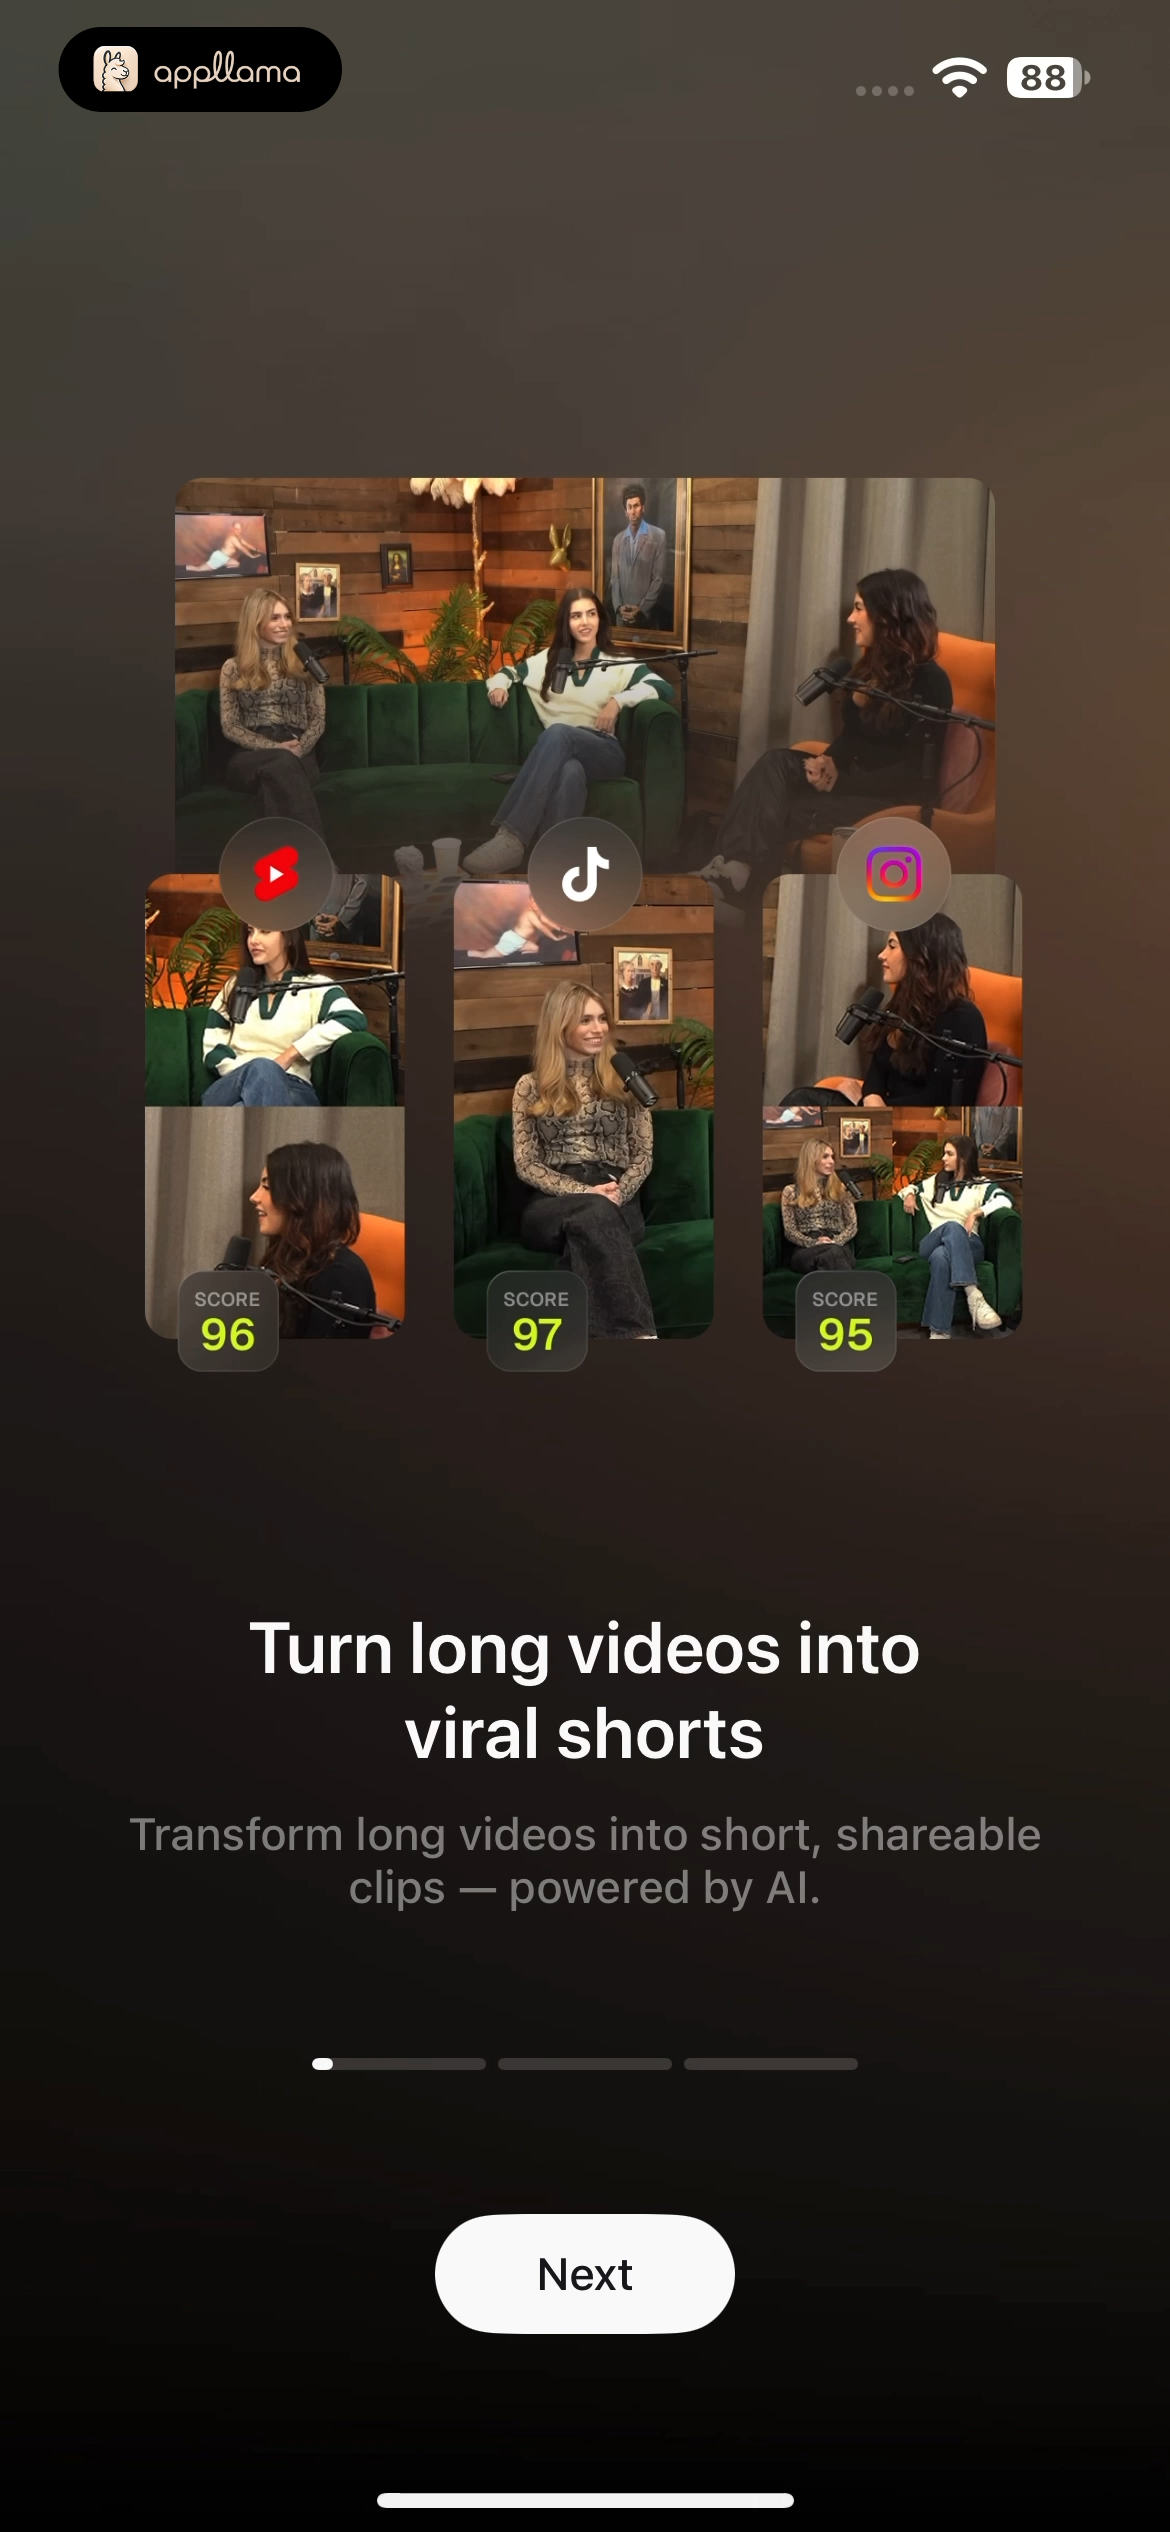 appllama
88
SCORE
96
SCORE
97
SCORE
95
Turn long videos into
viral shorts
Transform long videos into short, shareable
clips — powered by AI.
Next